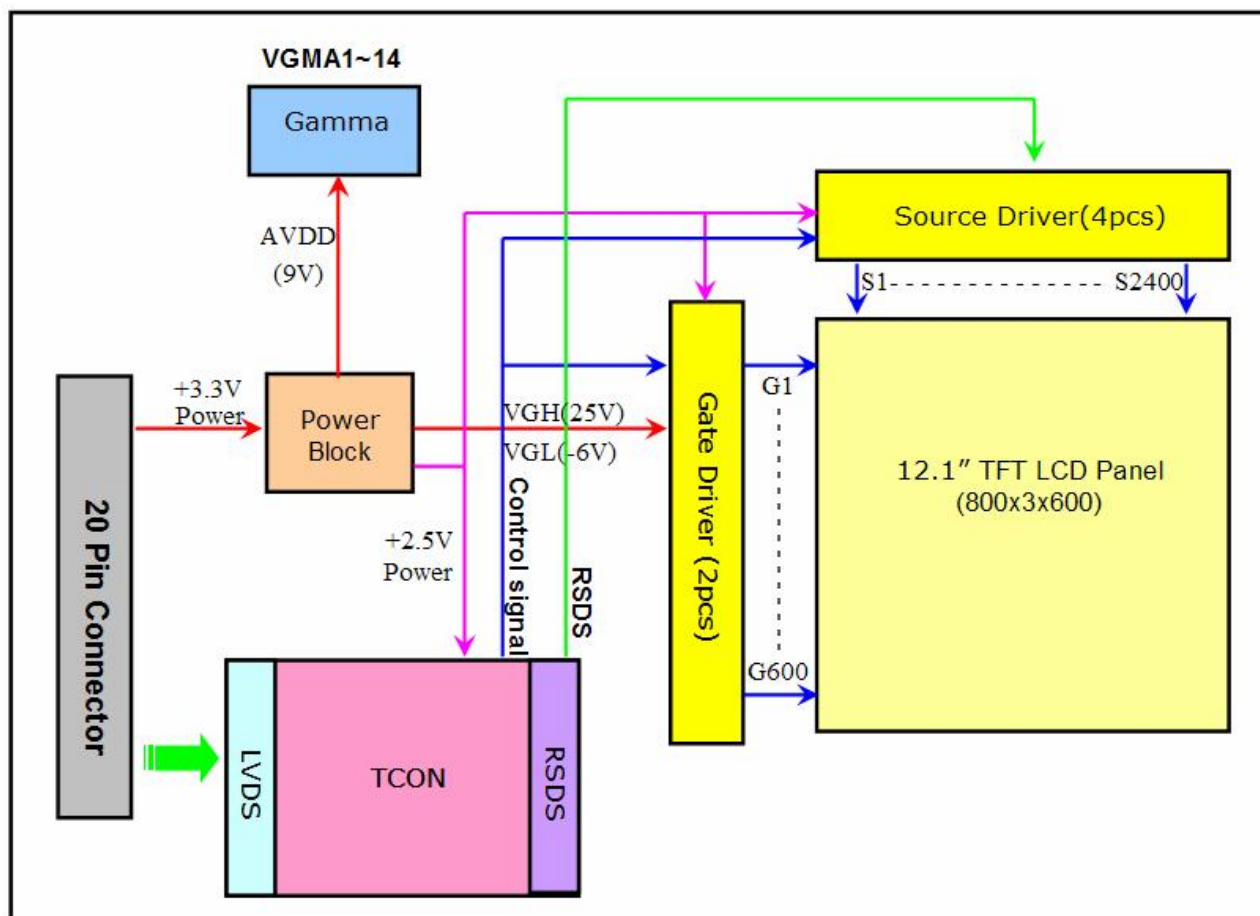 VGMA1~14
Gamma
AVDD
(9V)
Source Driver(4pcs)
S1
S2400
+3.3V
Power
Power
Block
VGH(25V)
VGL(-6V)
G1
Gate Driver (2pcs)
12.1″ TFT LCD Panel
(800x3x600)
20 Pin Connector
+2.5V
Power
Control signal
RSDS
G600
LVDS
TCON
RSDS